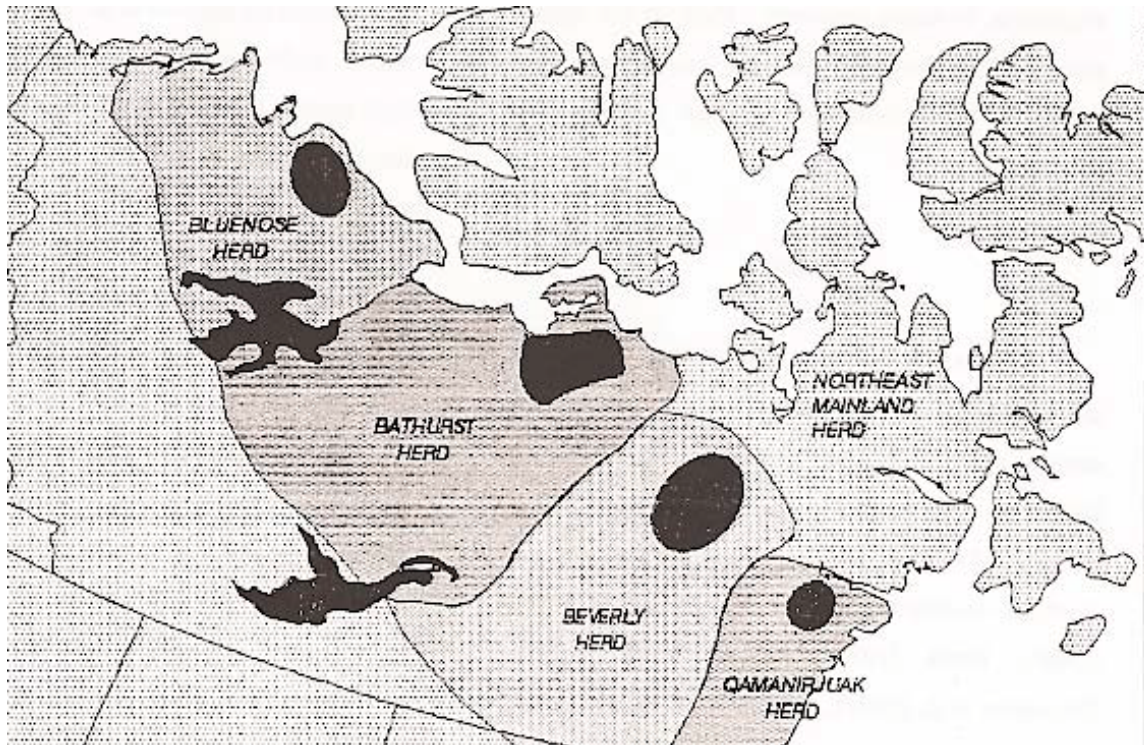 BLUENOSE
HERD
BATHURST
HERD
NORTHEAST
MAINLAND
HERD
BEVERLY
HERD
QAMANIRJUAK
HERD